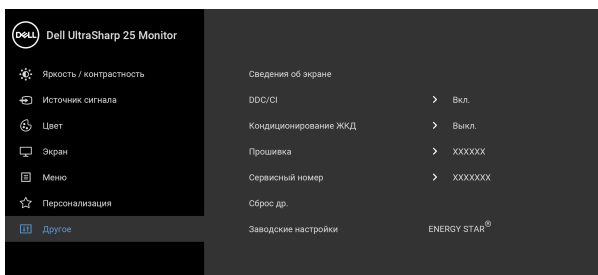 DELL Dell UltraSharp 25 Monitor
Яркость / контрастность Сведения об экране
Источник сигнала DDC/CI Вкл.
Цвет Кондиционирование ЖКД Выкл.
Экран Прошивка XXXXXX
Меню Сервисный номер XXXXXXX
Персонализация Сброс др.
Другое Заводские настройки ENERGY STAR®